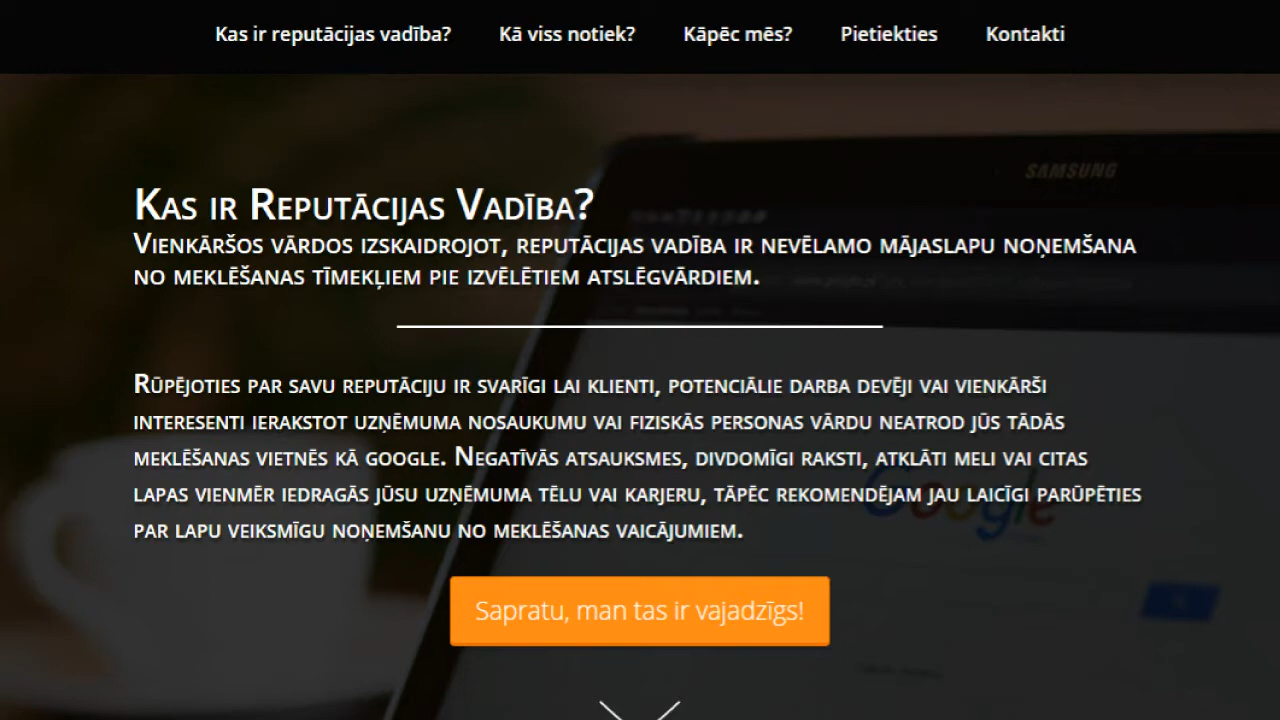 Kas ir reputācijas vadība? Kā viss notiek? Kāpēc mēs? Pietiekties Kontakti
SAMSUNG
Kas ir Reputācijas Vadība?
Vienkāršos vārdos izskaidrojot, reputācijas vadība ir nevēlamo mājaslapu noņemšana
no meklēšanas tīmekļiem pie izvēlētiem atslēgvārdiem.
Rūpējoties par savu reputāciju ir svarīgi lai klienti, potenciālie darba devēji vai vienkārši
interesenti ierakstot uzņēmuma nosaukumu vai fiziskās personas vārdu neatrod jūs tādās
meklēšanas vietnēs kā google. Negatīvās atsauksmes, divdomīgi raksti, atklāti meli vai citas
lapas vienmēr iedragās jūsu uzņēmuma tēlu vai karjeru, tāpēc rekomendējam jau laicīgi parūpēties
Google
par lapu veiksmīgu noņemšanu no meklēšanas vaicājumiem.
Sapratu, man tas ir vajadzīgs!